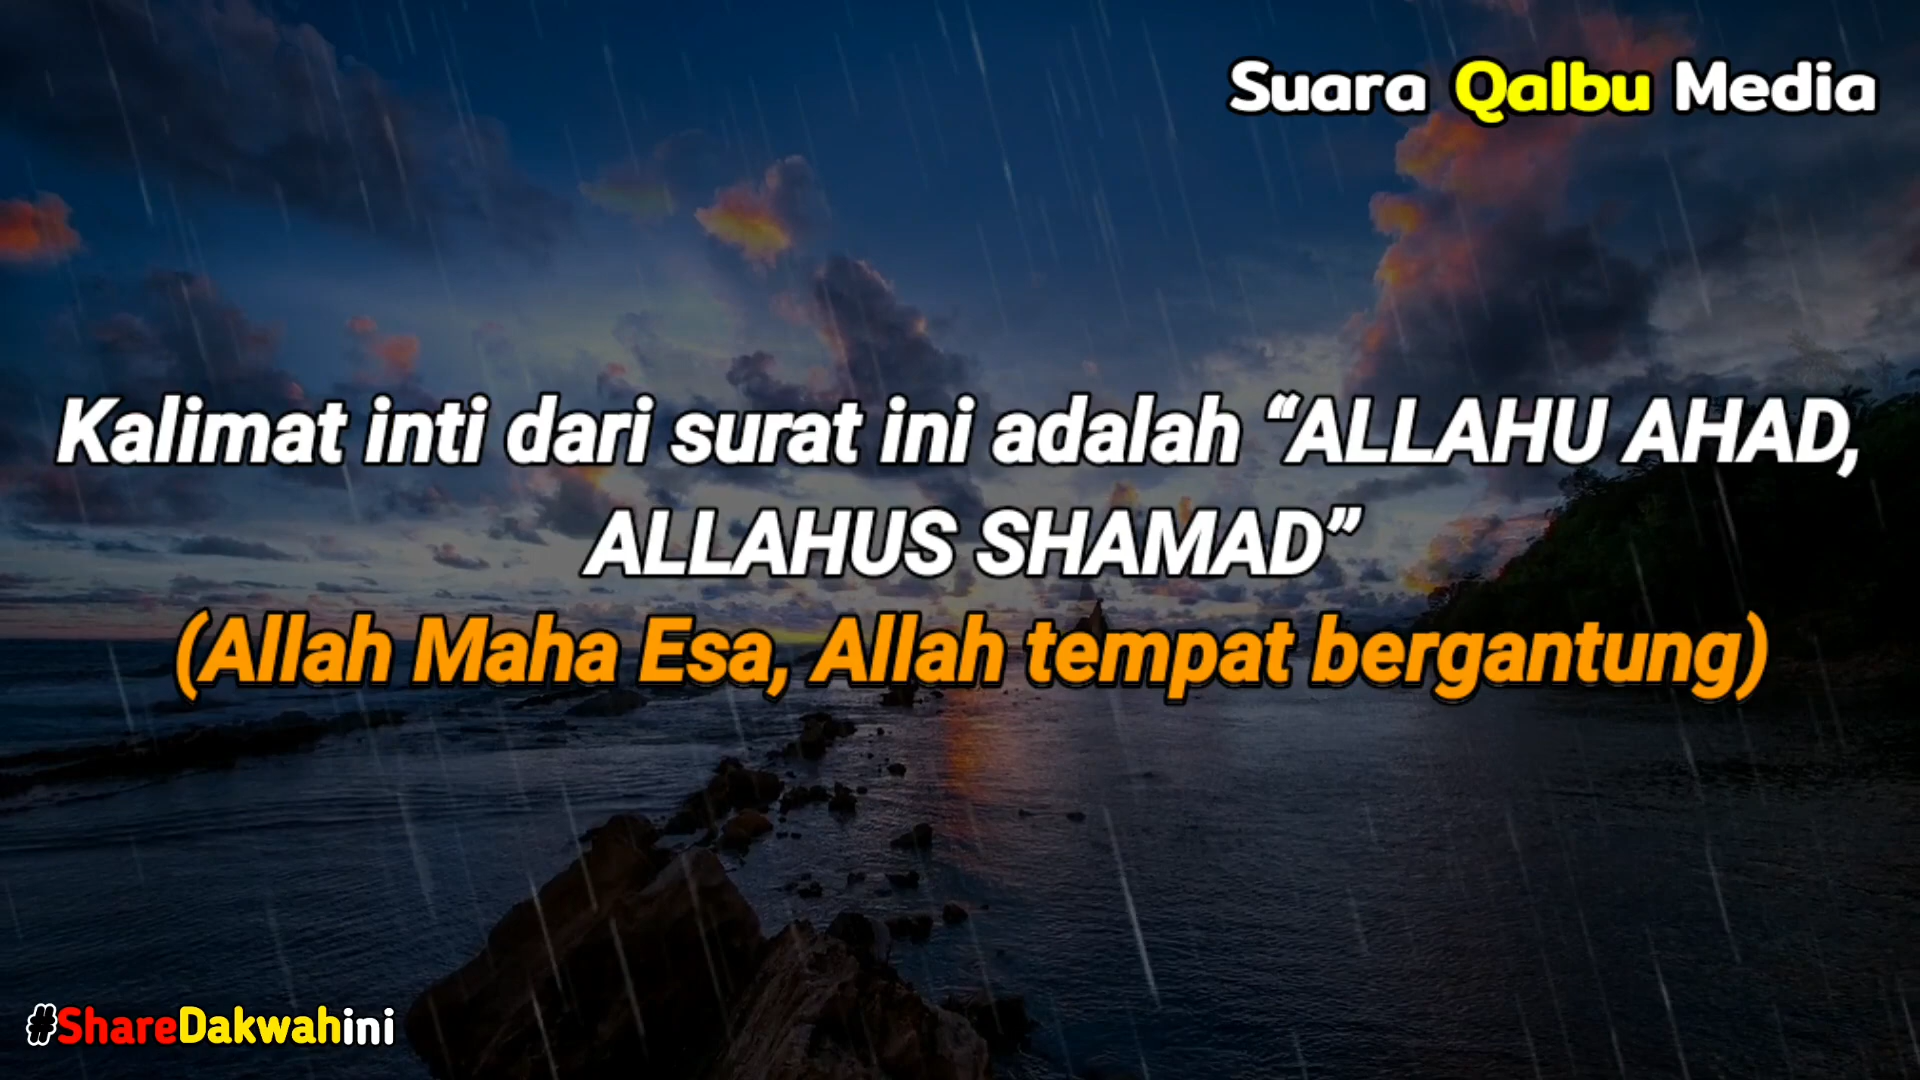 Suara Qalbu Media
Kalimat inti dari surat ini adalah “ALLAHU AHAD,
ALLAHUS SHAMAD”
(Allah Maha Esa, Allah tempat bergantung)
#ShareDakwahini